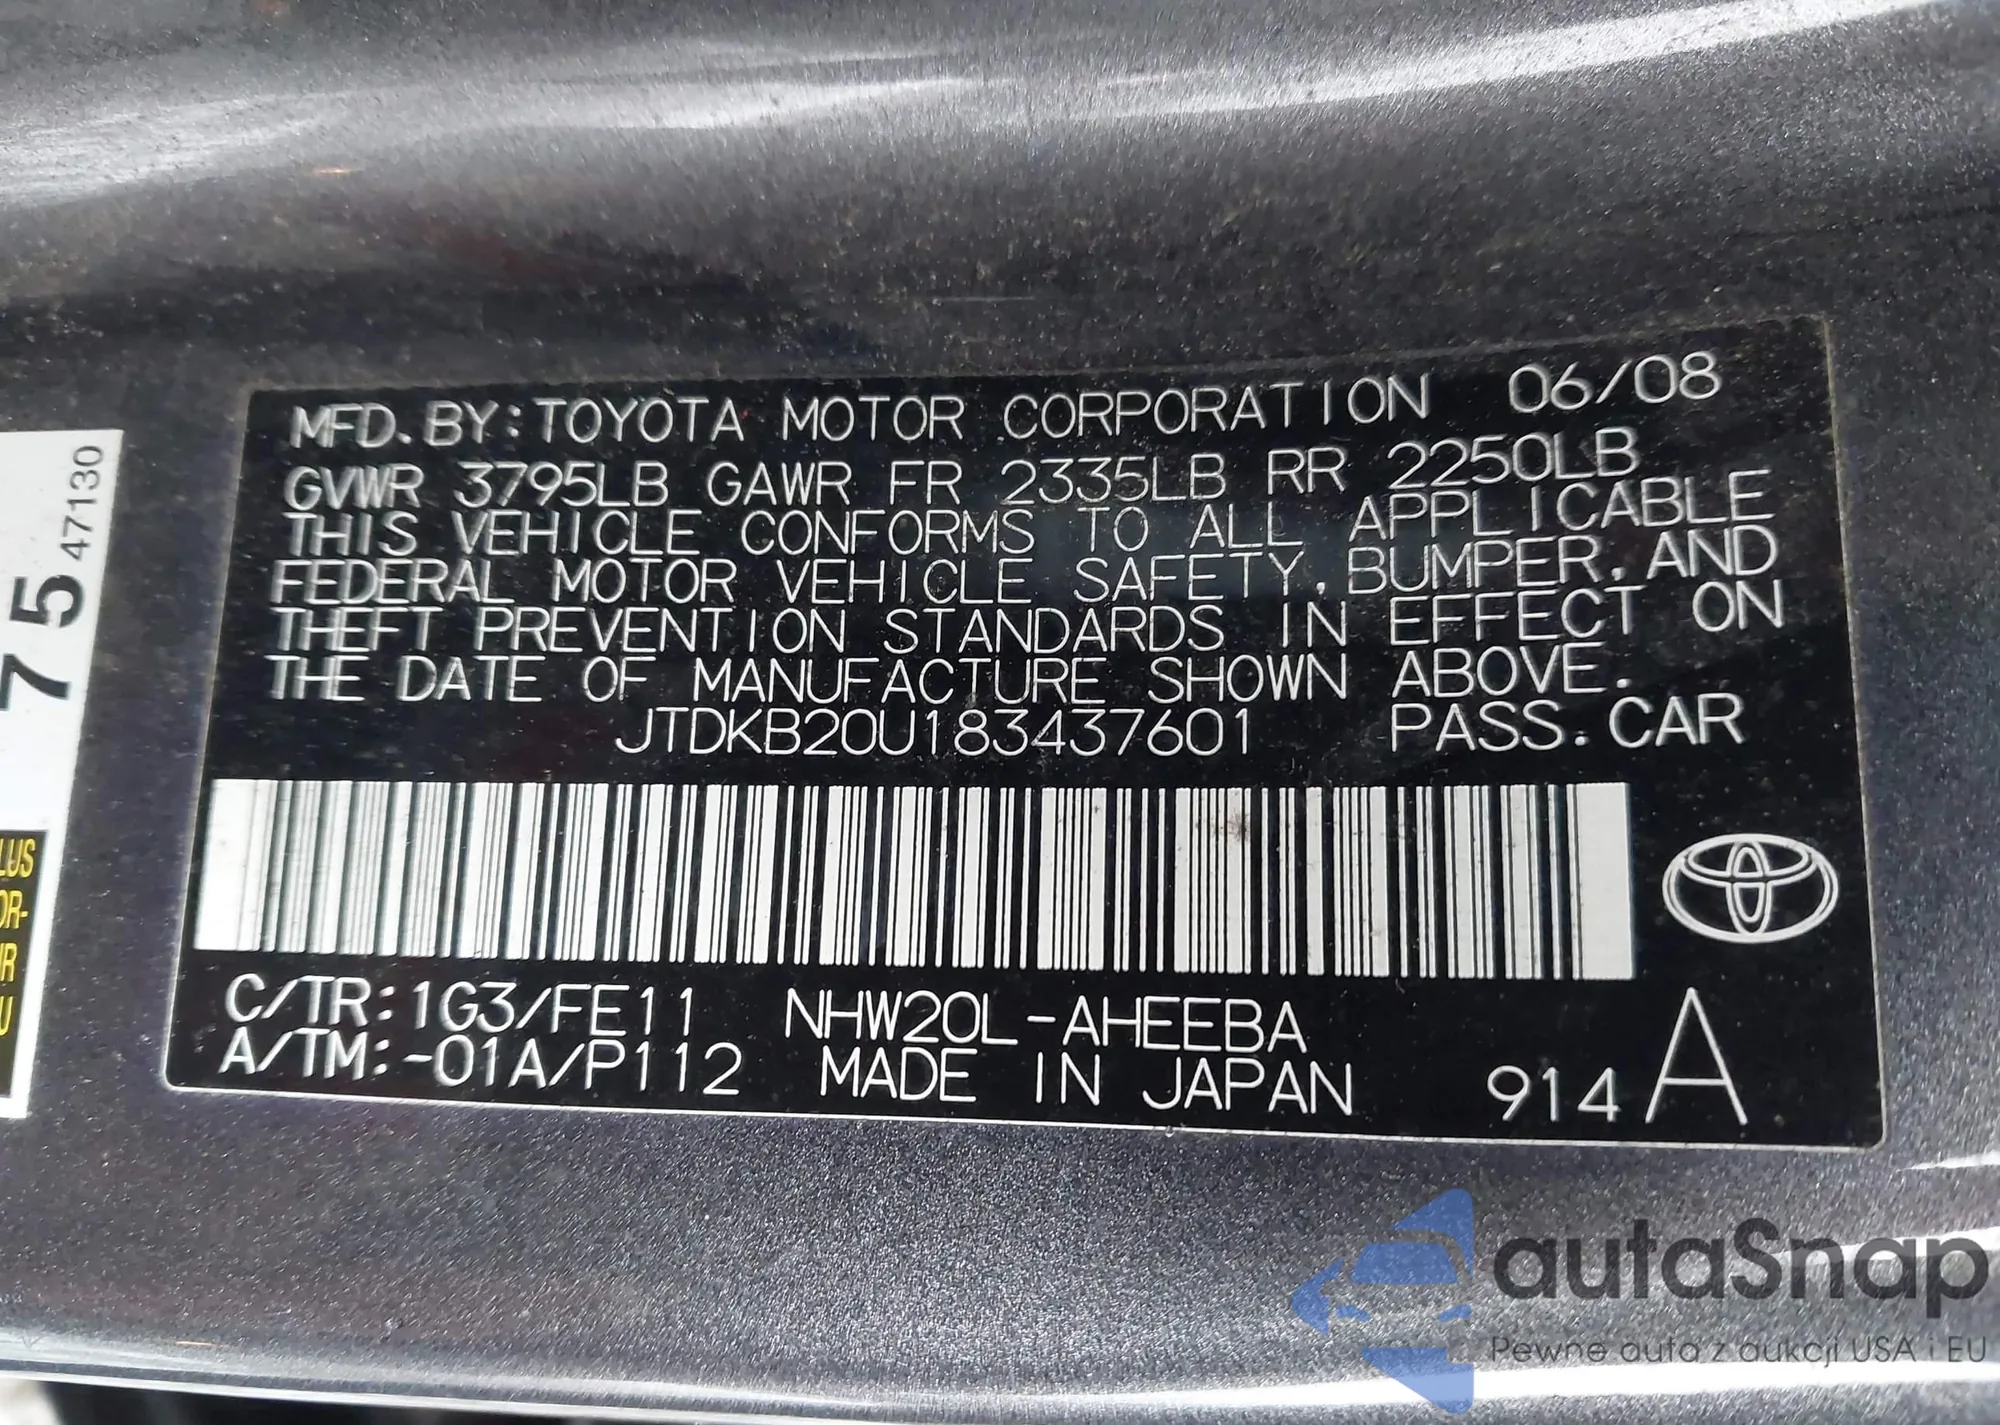 MFD. BY: TOYOTA MOTOR CORPORATION 06/08
GVWR 3795LB GAWR FR 2335LB RR 2250LB
THIS VEHICLE CONFORMS TO ALL APPLICABLE
FEDERAL MOTOR VEHICLE SAFETY, BUMPER, AND
THEFT PREVENTION STANDARDS IN EFFECT ON
THE DATE OF MANUFACTURE SHOWN ABOVE.
JTDKB20U183437601 PASS. CAR
C/TR: 1G3/FE11 NHW20L-AHEEBA
A/TM: -01A/P112 MADE IN JAPAN 914 A
75 47130
LUS
OR-
IR
U
autaSnap
Pewne auta z aukcji USA i EU